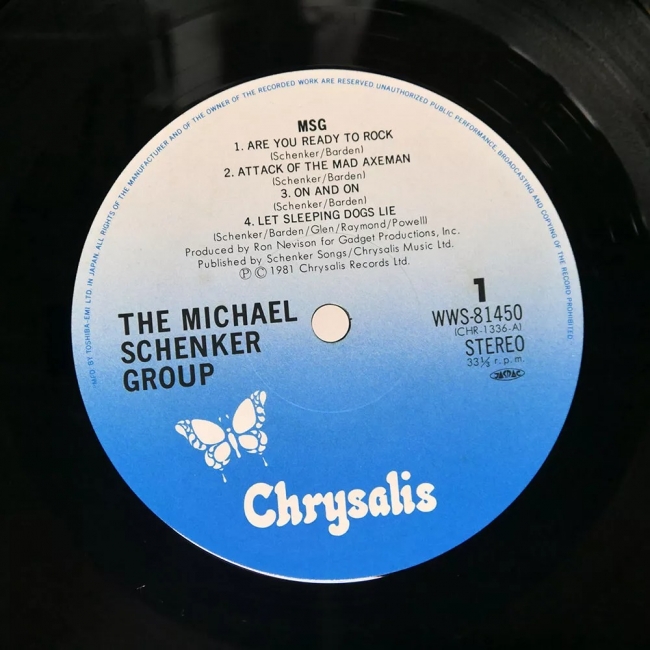 MSG
1. ARE YOU READY TO ROCK
(Schenker/Barden)
2. ATTACK OF THE MAD AXEMAN
(Schenker/Barden)
3. ON AND ON
(Schenker/Barden)
4. LET SLEEPING DOGS LIE
(Schenker/Barden/Glen/Raymond/Powell)
Produced by Ron Nevison for Gadget Productions, Inc.
Published by Schenker Songs/Chrysalis Music Ltd.
Ⓟ © 1981 Chrysalis Records Ltd.
THE MICHAEL
SCHENKER
GROUP
1
WWS-81450
(CHR-1336-A)
STEREO
33⅓ r.p.m.
JASRAC
Chrysalis
M'F'D BY TOSHIBA-EMI LTD. IN JAPAN. ALL RIGHTS OF THE MANUFACTURER AND OF THE OWNER OF THE RECORDED WORK ARE RESERVED. UNAUTHORIZED PUBLIC PERFORMANCE, BROADCASTING AND COPYING OF THIS RECORD PROHIBITED.